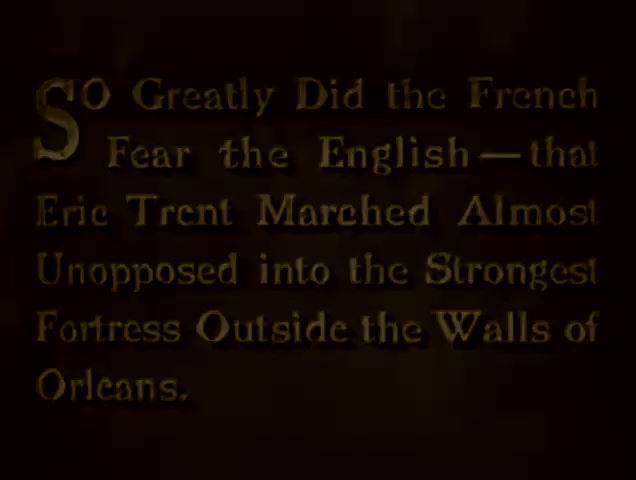 So Greatly Did the French
Fear the English — that
Eric Trent Marched Almost
Unopposed into the Strongest
Fortress Outside the Walls of
Orleans.